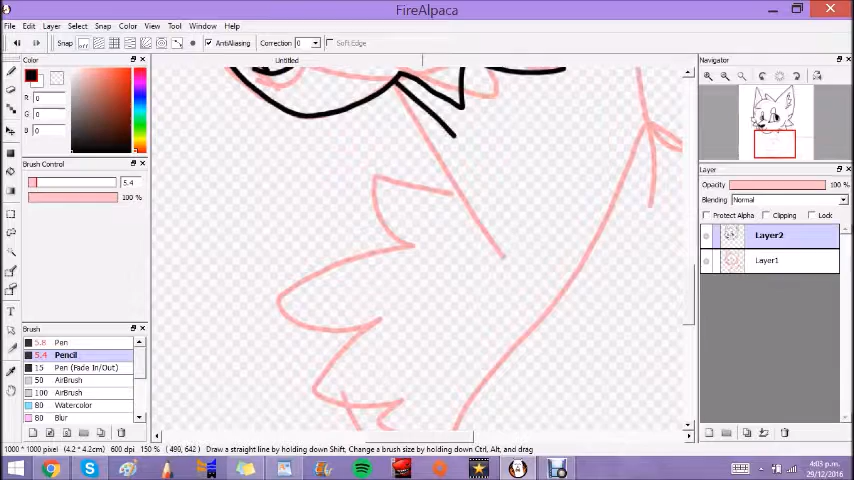 FireAlpaca
File Edit Layer Select Snap Color View Tool Window Help
Snap AntiAliasing Correction 0 Soft Edge
Color
Untitled
Navigator
R 0
G 0
B 0
Brush Control
5.4
100 %
Layer
Opacity 100 %
Blending Normal
Protect Alpha Clipping Lock
Layer2
Layer1
Brush
5.8 Pen
5.4 Pencil
15 Pen (Fade In/Out)
50 AirBrush
100 AirBrush
80 Watercolor
80 Blur
1000 * 1000 pixel (4.2 * 4.2cm) 600 dpi 150 % (499, 642) Draw a straight line by holding down Shift, Change a brush size by holding down Ctrl, Alt, and drag
4:03 p.m.
29/12/2016